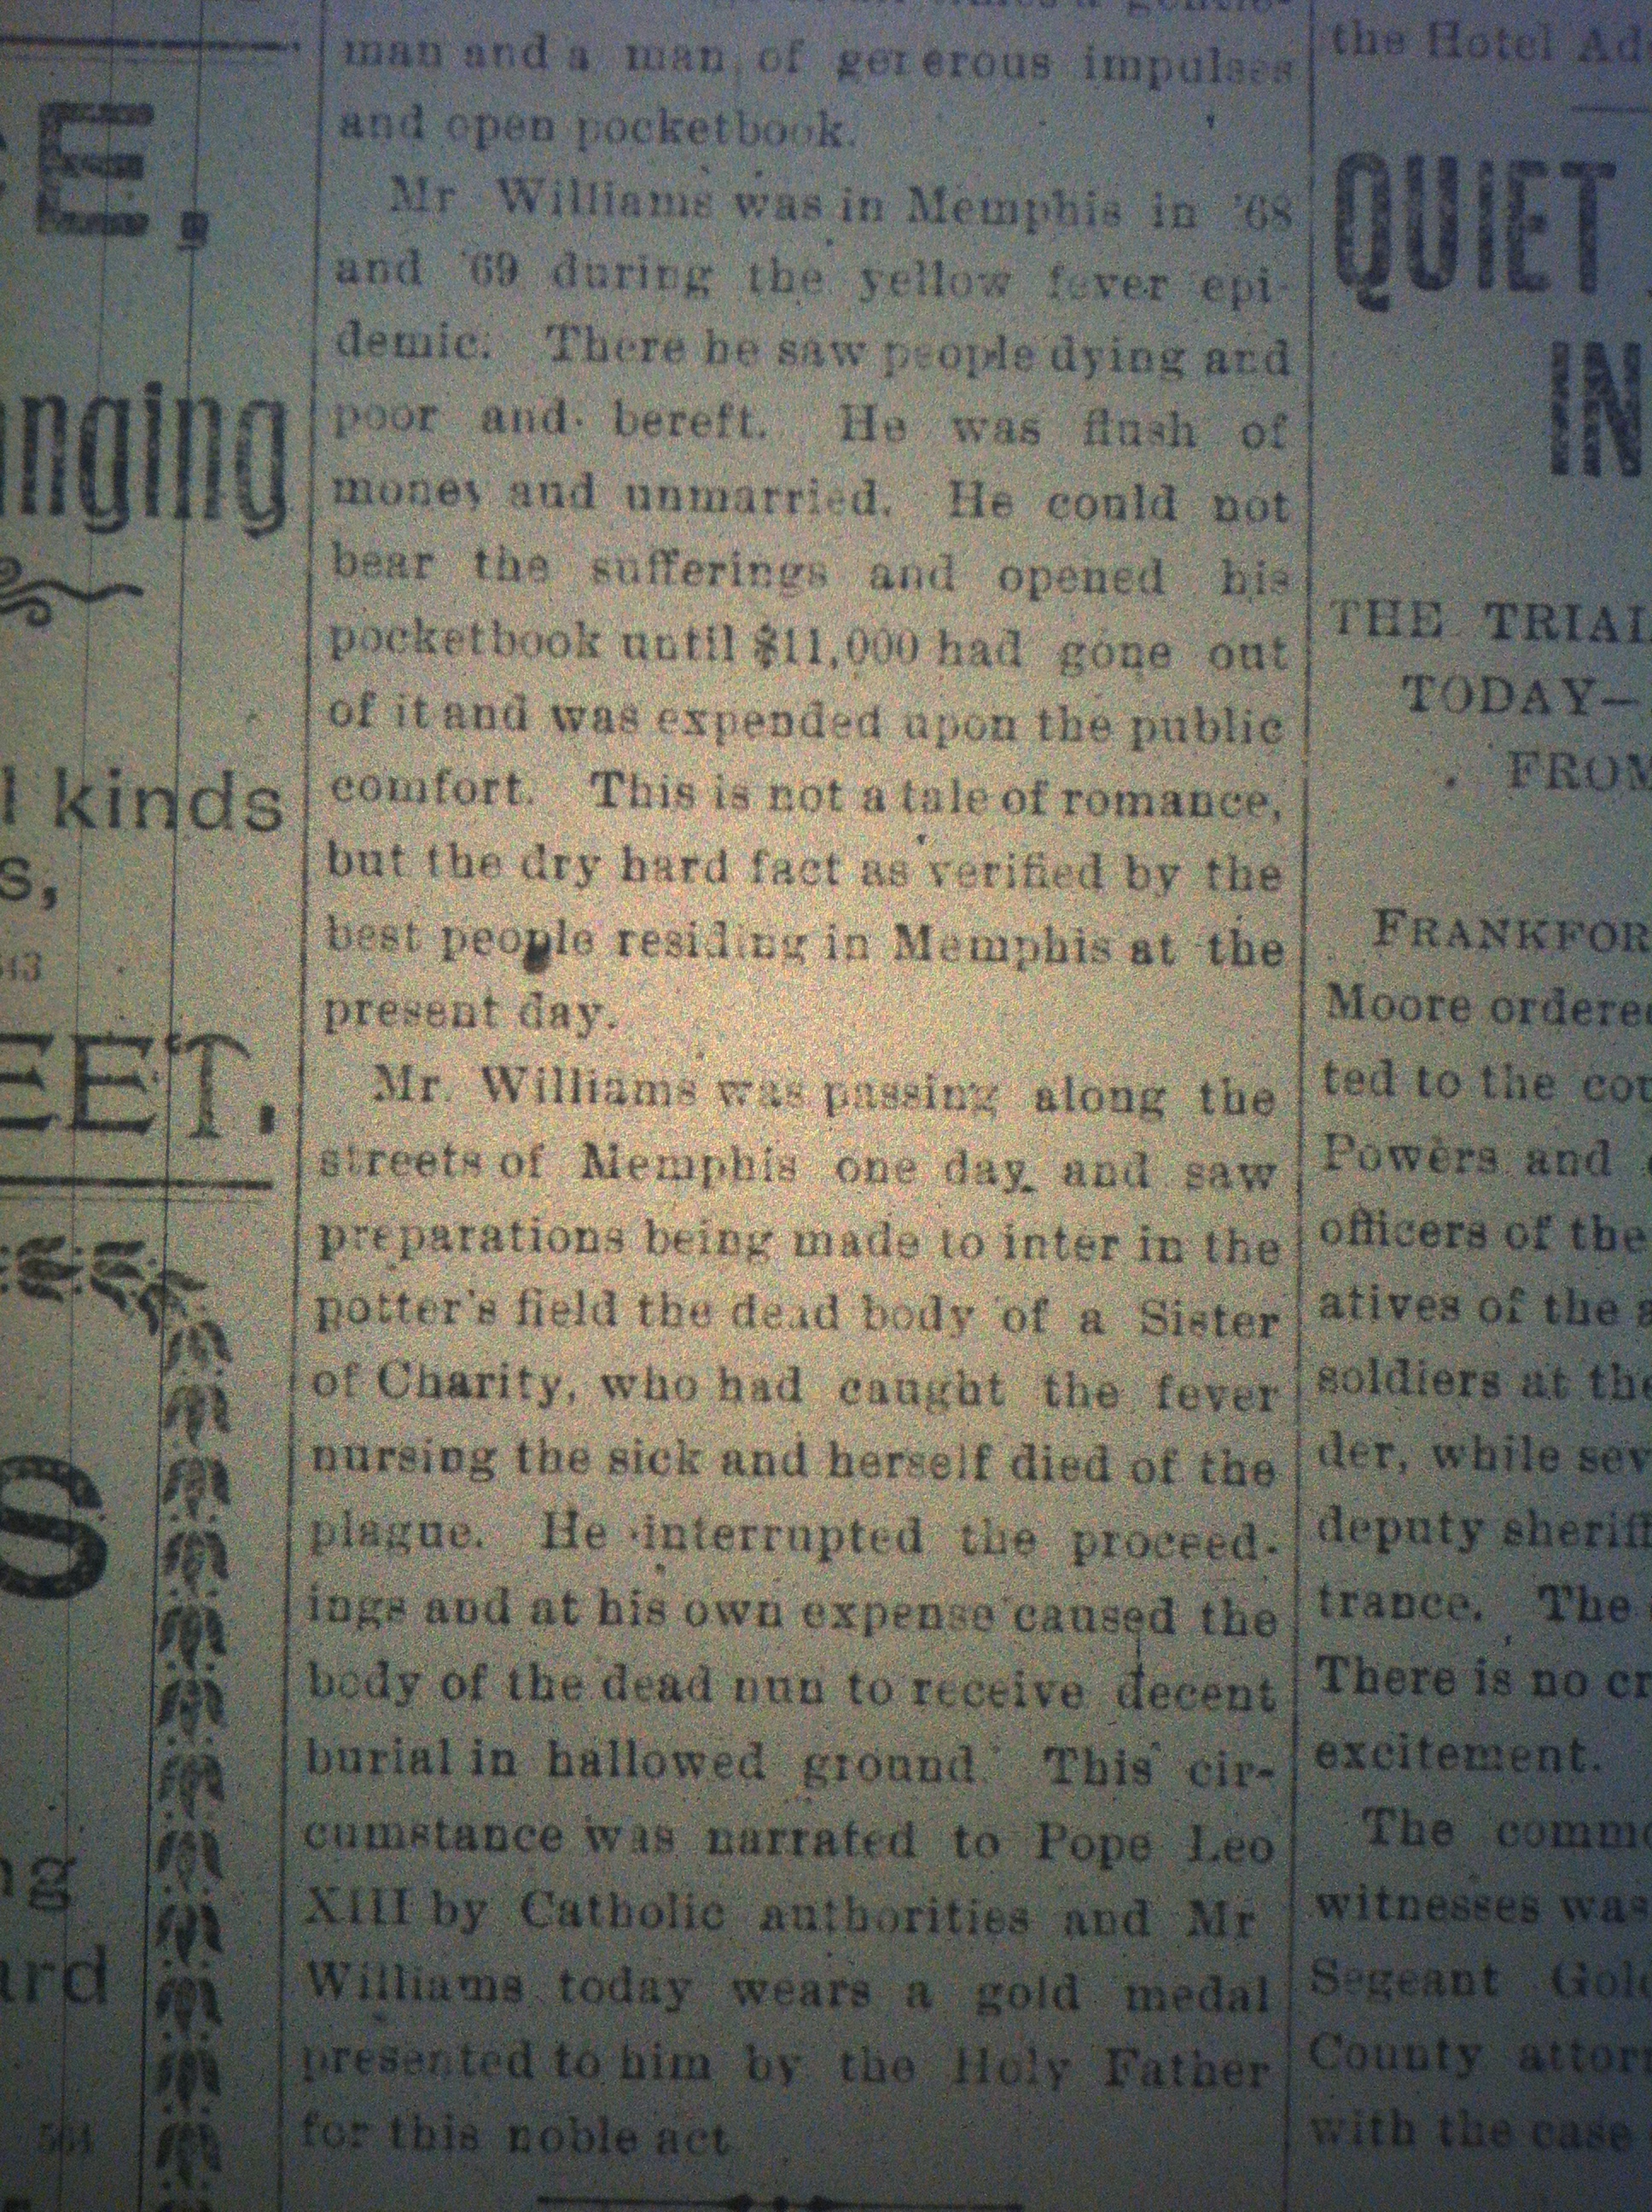 E,
nging
l kinds
s,
EET.
S
ng
ard
564
man and a man of gererous impulses
and open pocketbook.
Mr Williams was in Memphis in '68
and '69 during the yellow fever epi-
demic. There he saw people dying and
poor and bereft. He was flush of
money and unmarried. He could not
bear the sufferings and opened his
pocketbook until $11,000 had gone out
of it and was expended upon the public
comfort. This is not a tale of romance,
but the dry hard fact as verified by the
best people residing in Memphis at the
present day.
Mr. Williams was passing along the
streets of Memphis one day and saw
preparations being made to inter in the
potter's field the dead body of a Sister
of Charity, who had caught the fever
nursing the sick and herself died of the
plague. He interrupted the proceed-
ings and at his own expense caused the
body of the dead nun to receive decent
burial in hallowed ground. This cir-
cumstance was narrated to Pope Leo
XIII by Catholic authorities and Mr
Williams today wears a gold medal
presented to him by the Holy Father
for this noble act
the Hotel Ad
QUIET
IN
THE TRIAL
TODAY—
FROM
FRANKFOR
Moore ordere
ted to the cou
Powers and
officers of the
atives of the a
soldiers at the
der, while sev
deputy sheriff
trance. The
There is no cr
excitement.
The commo
witnesses was
Segeant Gole
County attorn
with the case